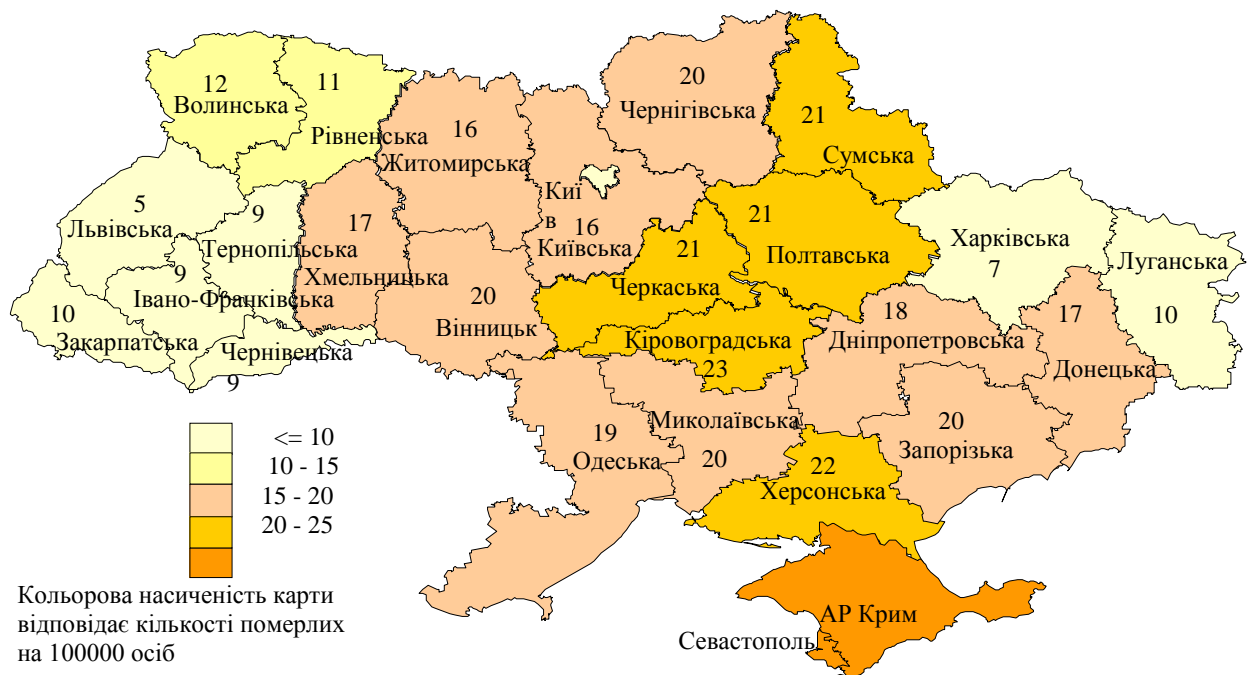 12
Волинська
11
Рівненська
16
Житомирська
20
Чернігівська
21
Сумська
5
Львівська
9
Тернопільська
17
Хмельницька
Киї
в
16
Київська
21
Черкаська
21
Полтавська
Харківська
7
Луганська
10
9
Івано-Франківська
10
Закарпатська
Чернівецька
9
20
Вінницьк
Кіровоградська
23
18
Дніпропетровська
17
Донецька
19
Одеська
Миколаївська
20
20
Запорізька
22
Херсонська
АР Крим
Севастополь
<= 10
10 - 15
15 - 20
20 - 25
Кольорова насиченість карти
відповідає кількості померлих
на 100000 осіб